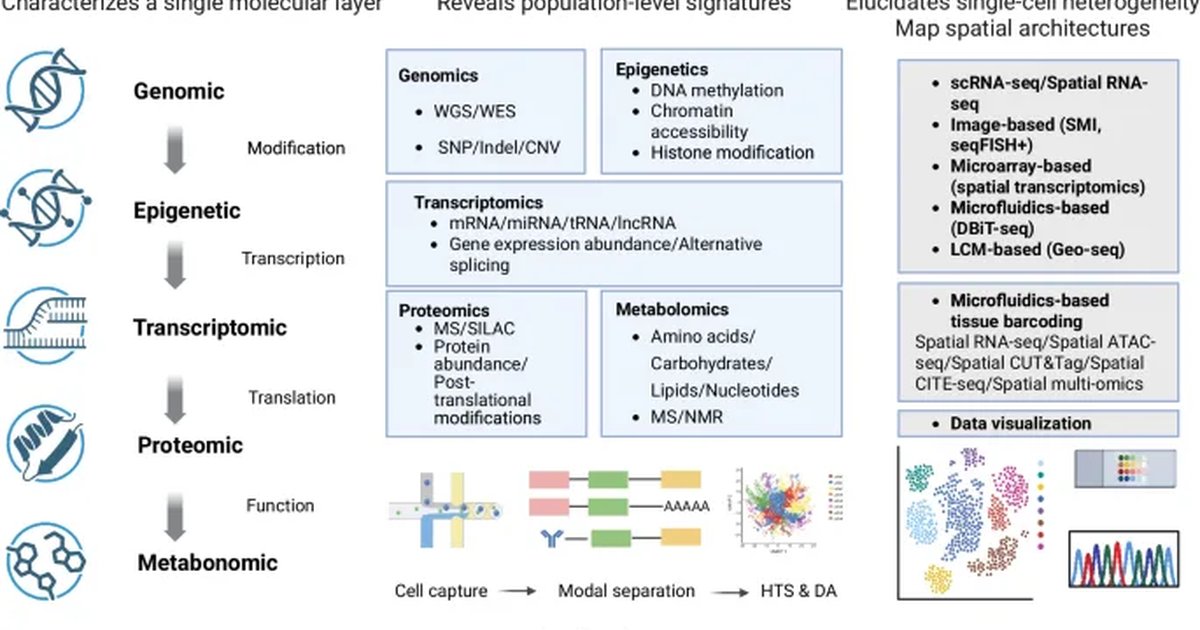 Characterizes a single molecular layer
Reveals population-level signatures
Elucidates single-cell heterogeneity
Map spatial architectures
Genomic
Modification
Epigenetic
Transcription
Transcriptomic
Translation
Proteomic
Function
Metabonomic
Genomics
• WGS/WES
• SNP/Indel/CNV
Epigenetics
• DNA methylation
• Chromatin
accessibility
• Histone modification
Transcriptomics
• mRNA/miRNA/tRNA/lncRNA
• Gene expression abundance/Alternative
splicing
Proteomics
• MS/SILAC
• Protein
abundance/
Post-
translational
modifications
Metabolomics
• Amino acids/
Carbohydrates/
Lipids/Nucleotides
• MS/NMR
AAAAA
Cell capture
Modal separation
HTS & DA
• scRNA-seq/Spatial RNA-
seq
• Image-based (SMI,
seqFISH+)
• Microarray-based
(spatial transcriptomics)
• Microfluidics-based
(DBiT-seq)
• LCM-based (Geo-seq)
• Microfluidics-based
tissue barcoding
Spatial RNA-seq/Spatial ATAC-
seq/Spatial CUT&Tag/Spatial
CITE-seq/Spatial multi-omics
• Data visualization